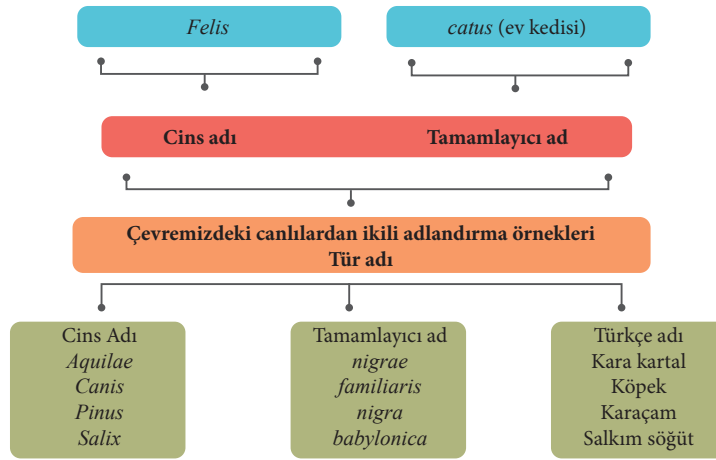 Felis
catus (ev kedisi)
Cins adı
Tamamlayıcı ad
Çevremizdeki canlılardan ikili adlandırma örnekleri
Tür adı
Cins Adı
Aquilae
Canis
Pinus
Salix
Tamamlayıcı ad
nigrae
familiaris
nigra
babylonica
Türkçe adı
Kara kartal
Köpek
Karaçam
Salkım söğüt